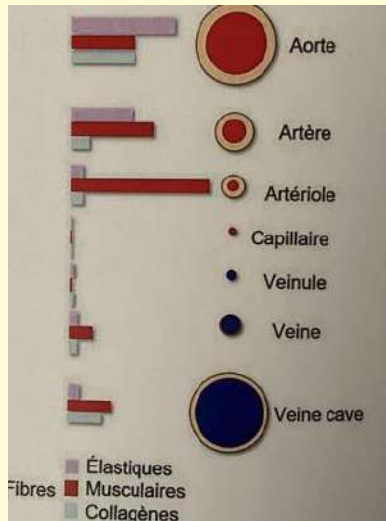 Aorte
Artère
Artériole
Capillaire
Veinule
Veine
Veine cave
Élastiques
Fibres Musculaires
Collagènes